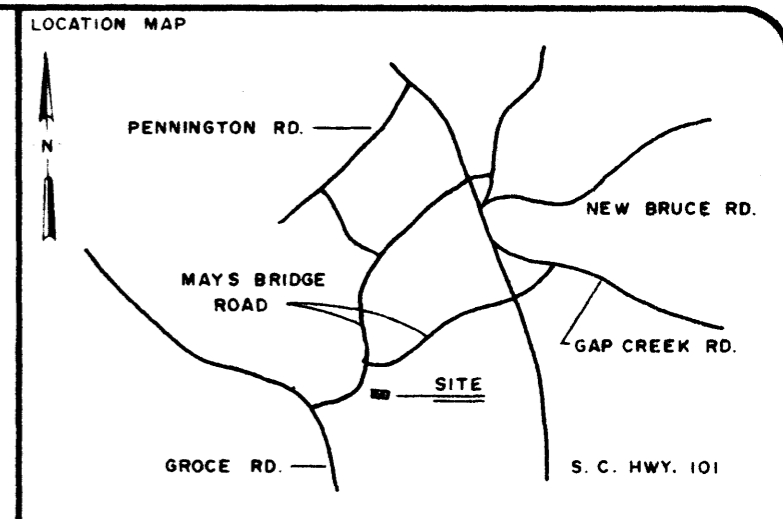 LOCATION MAP
PENNINGTON RD.
N
NEW BRUCE RD.
MAYS BRIDGE
ROAD
GAP CREEK RD.
SITE
GROCE RD.
S. C. HWY. 101